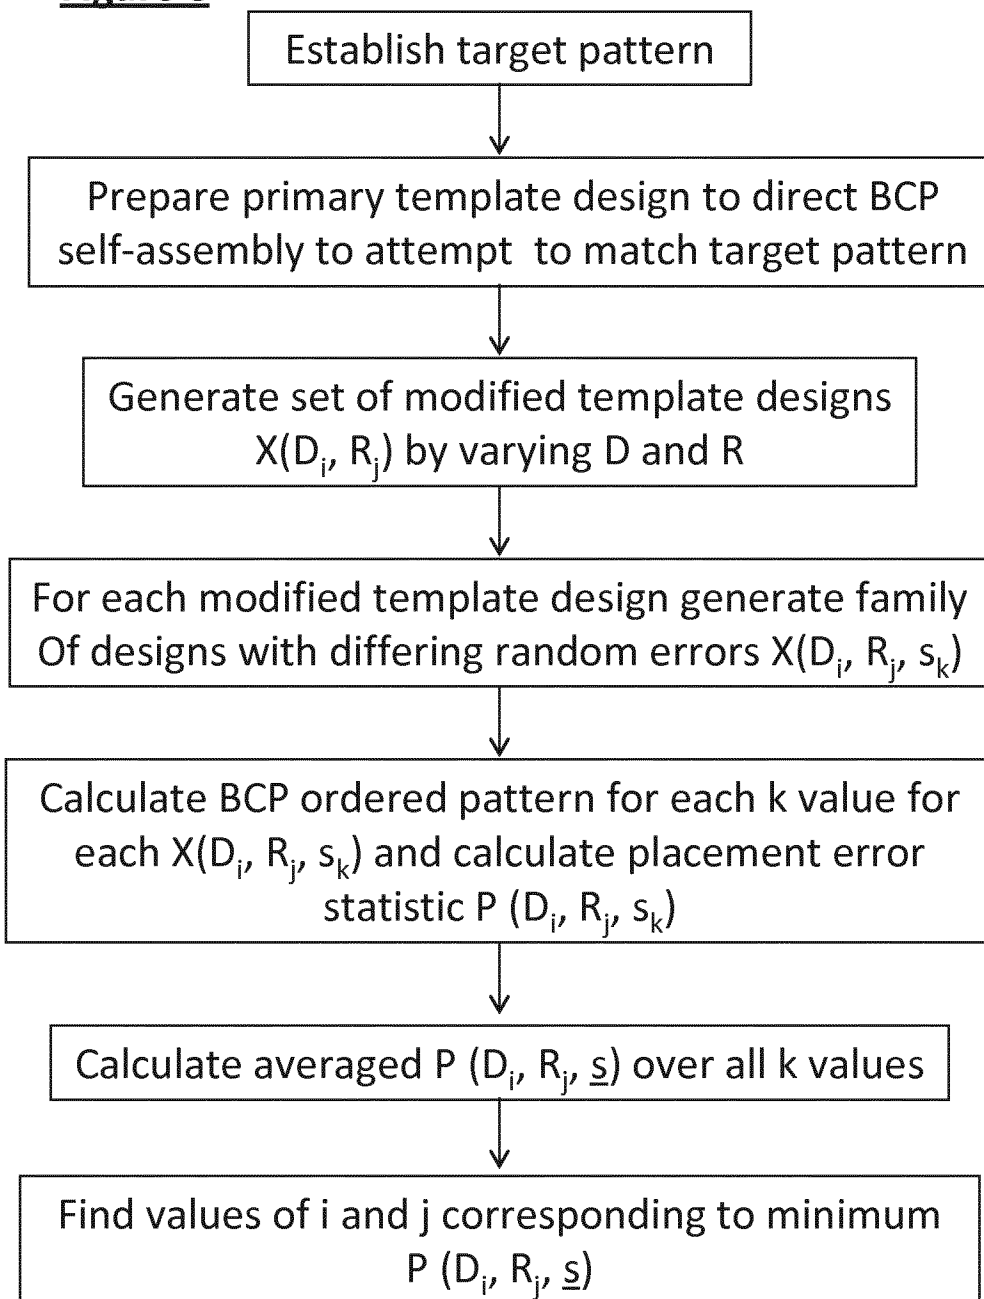 Establish target pattern
Prepare primary template design to direct BCP
self-assembly to attempt to match target pattern
Generate set of modified template designs
X(Dᵢ, Rⱼ) by varying D and R
For each modified template design generate family
Of designs with differing random errors X(Dᵢ, Rⱼ, sₖ)
Calculate BCP ordered pattern for each k value for
each X(Dᵢ, Rⱼ, sₖ) and calculate placement error
statistic P (Dᵢ, Rⱼ, sₖ)
Calculate averaged P (Dᵢ, Rⱼ, s) over all k values
Find values of i and j corresponding to minimum
P (Dᵢ, Rⱼ, s)